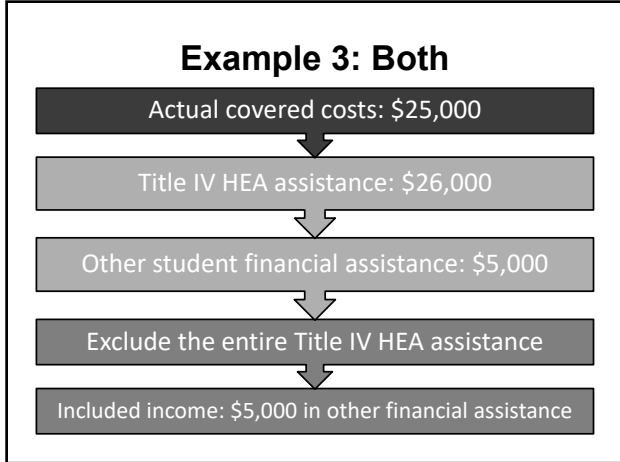 Example 3: Both
Actual covered costs: $25,000
Title IV HEA assistance: $26,000
Other student financial assistance: $5,000
Exclude the entire Title IV HEA assistance
Included income: $5,000 in other financial assistance